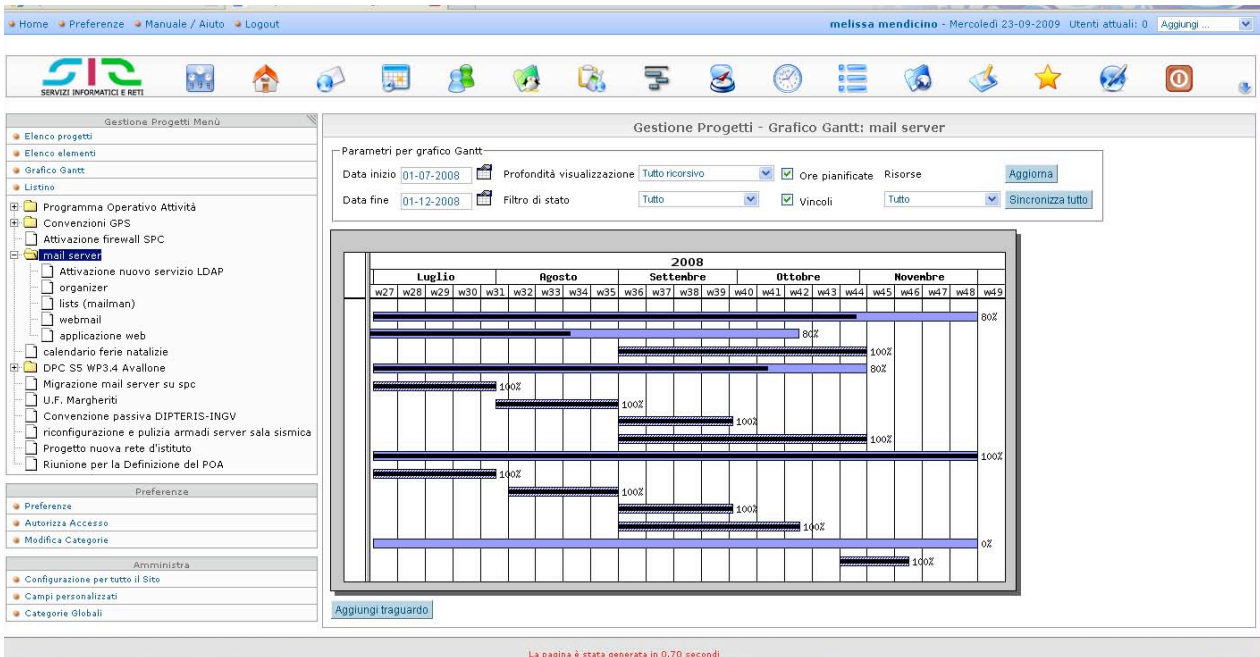 Home Preferenze Manuale / Aiuto Logout
melissa mendicino - Mercoledì 23-09-2009 Utenti attuali: 0 Aggiungi ...
SIR
SERVIZI INFORMATICI E RETI
Gestione Progetti Menù
Elenco progetti
Elenco elementi
Grafico Gantt
Listino
Programma Operativo Attività
Convenzioni GPS
Attivazione firewall SPC
mail server
Attivazione nuovo servizio LDAP
organizer
lists (mailman)
webmail
applicazione web
calendario ferie natalizie
DPC S5 WP3.4 Avallone
Migrazione mail server su spc
U.F. Margheriti
Convenzione passiva DIPTERIS-INGV
riconfigurazione e pulizia armadi server sala sismica
Progetto nuova rete d'istituto
Riunione per la Definizione del POA
Preferenze
Preferenze
Autorizza Accesso
Modifica Categorie
Amministra
Configurazione per tutto il Sito
Campi personalizzati
Categorie Globali
Gestione Progetti - Grafico Gantt: mail server
Parametri per grafico Gantt
Data inizio 01-07-2008 Profondità visualizzazione Tutto ricorsivo Ore pianificate Risorse Aggiorna
Data fine 01-12-2008 Filtro di stato Tutto Vincoli Tutto Sincronizza tutto
2008
Luglio Agosto Settembre Ottobre Novembre
w27 w28 w29 w30 w31 w32 w33 w34 w35 w36 w37 w38 w39 w40 w41 w42 w43 w44 w45 w46 w47 w48 w49
80%
80%
100%
80%
100%
100%
100%
100%
100%
100%
100%
100%
100%
0%
100%
Aggiungi traguardo
La pagina è stata generata in 0.70 secondi